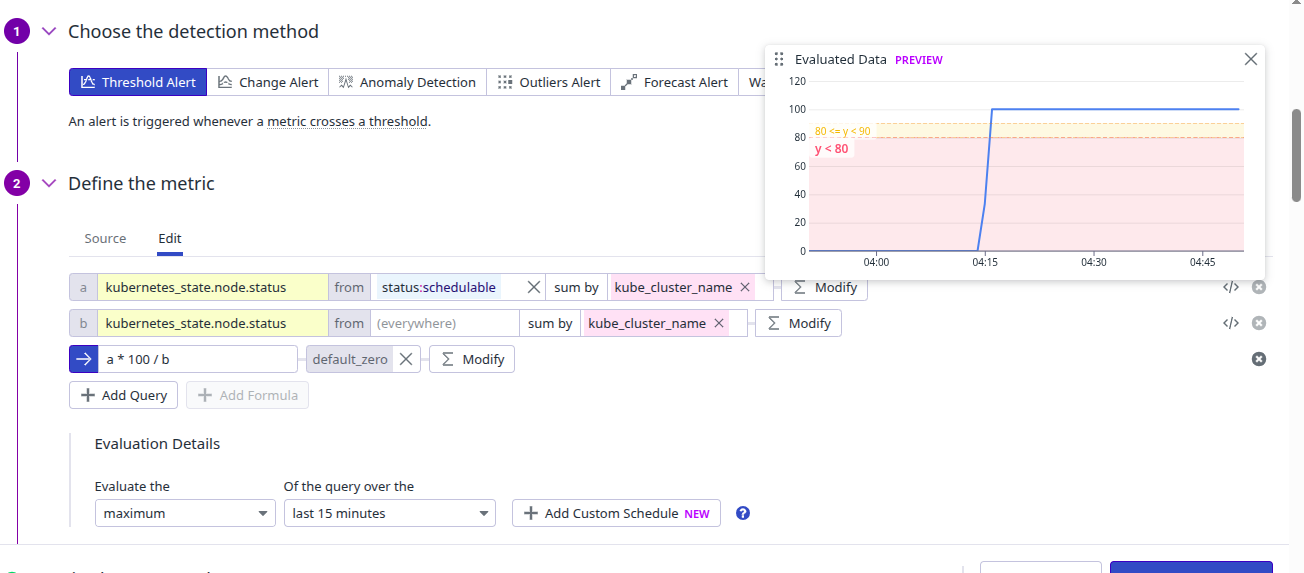 1 Choose the detection method
Threshold Alert Change Alert Anomaly Detection Outliers Alert Forecast Alert Wa
An alert is triggered whenever a metric crosses a threshold.
Evaluated Data PREVIEW
120
100
80 <= y < 90
80
y < 80
60
40
20
0
04:00 04:15 04:30 04:45
2 Define the metric
Source Edit
a kubernetes_state.node.status from status:schedulable sum by kube_cluster_name Modify
b kubernetes_state.node.status from (everywhere) sum by kube_cluster_name Modify
a * 100 / b default_zero Modify
Add Query Add Formula
Evaluation Details
Evaluate the Of the query over the
maximum last 15 minutes Add Custom Schedule NEW